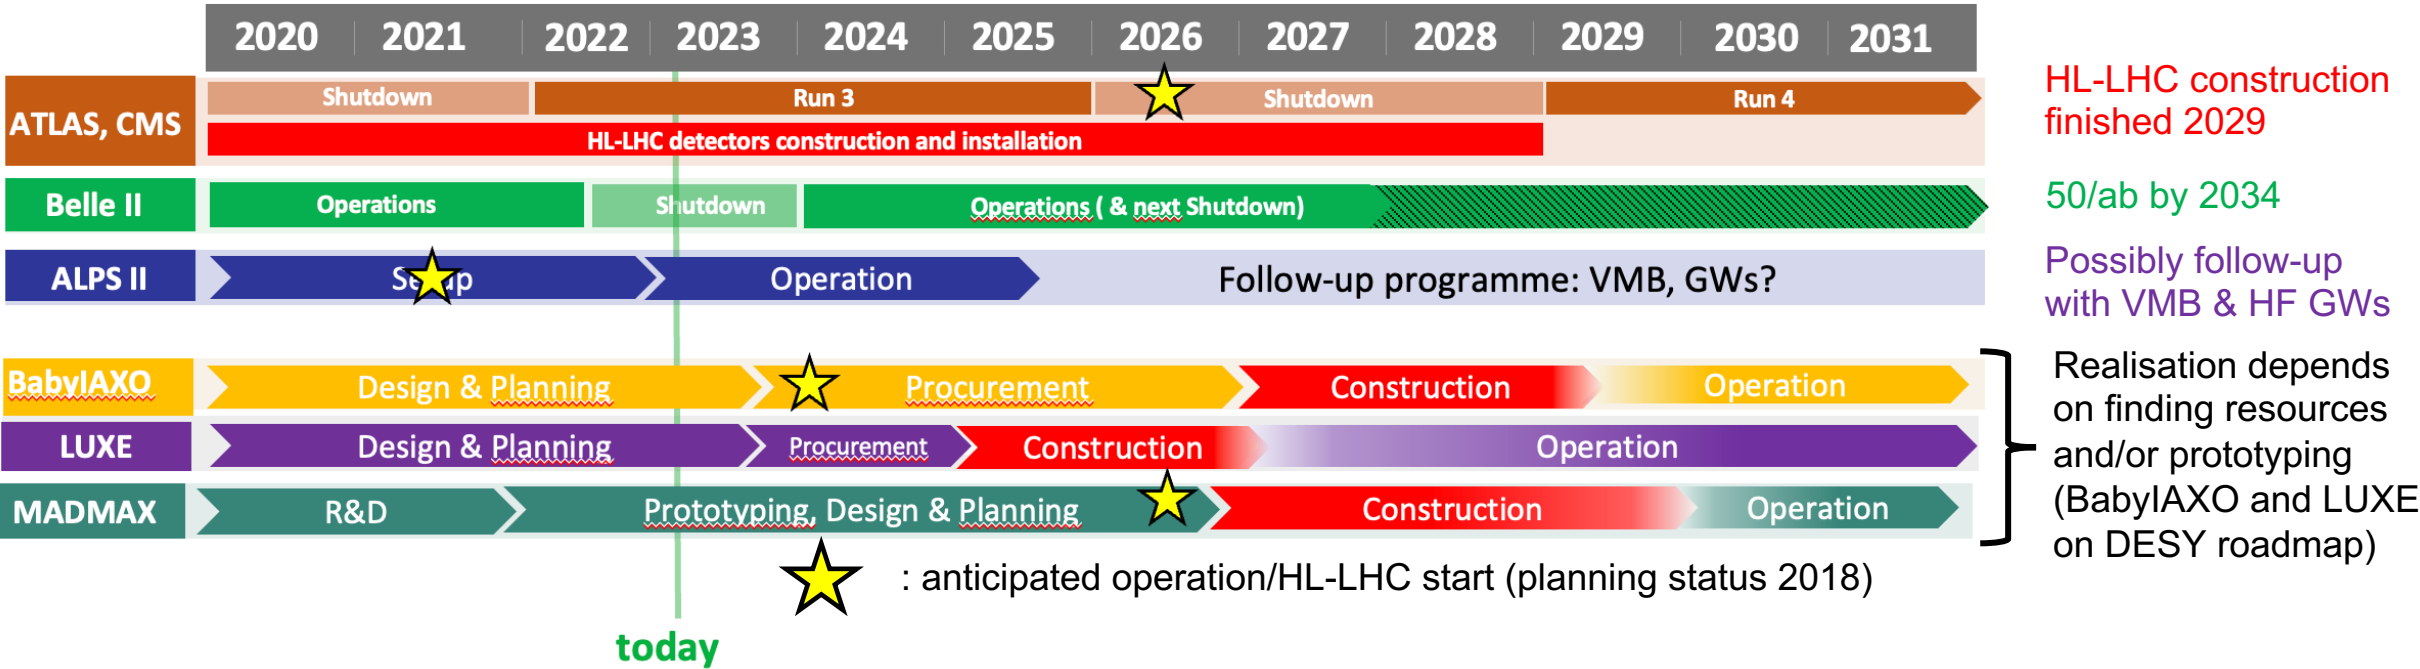 2020 2021 2022 2023 2024 2025 2026 2027 2028 2029 2030 2031
ATLAS, CMS
Shutdown Run 3 Shutdown Run 4
HL-LHC detectors construction and installation
HL-LHC construction
finished 2029
Belle II
Operations Shutdown Operations ( & next Shutdown)
50/ab by 2034
ALPS II
Operation Follow-up programme: VMB, GWs?
Possibly follow-up
with VMB & HF GWs
BabyIAXO
Design & Planning Procurement Construction Operation
LUXE
Design & Planning Procurement Construction Operation
MADMAX
R&D Prototyping, Design & Planning Construction Operation
Realisation depends
on finding resources
and/or prototyping
(BabyIAXO and LUXE
on DESY roadmap)
: anticipated operation/HL-LHC start (planning status 2018)
today